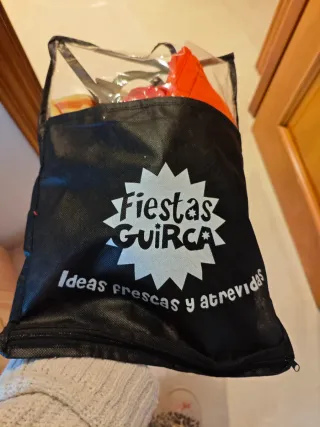 Fiestas
GUIRCA
Ideas frescas y atrevidas